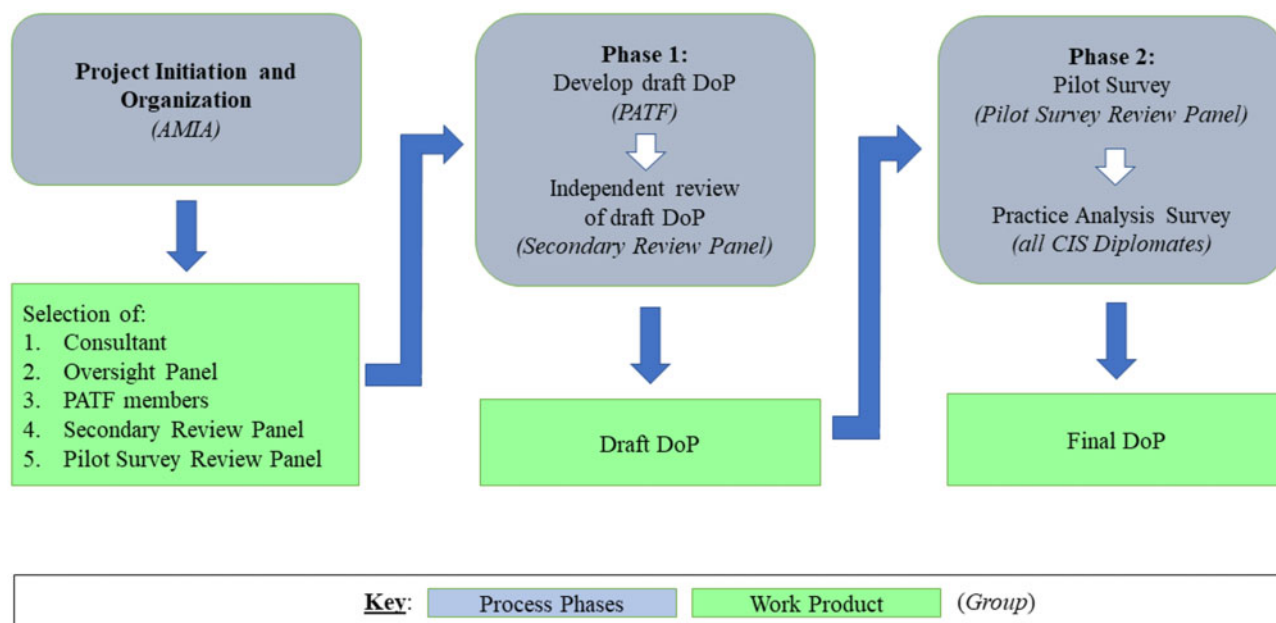 Project Initiation and
Organization
(AMIA)
Selection of:
1. Consultant
2. Oversight Panel
3. PATF members
4. Secondary Review Panel
5. Pilot Survey Review Panel
Phase 1:
Develop draft DoP
(PATF)
Independent review
of draft DoP
(Secondary Review Panel)
Draft DoP
Phase 2:
Pilot Survey
(Pilot Survey Review Panel)
Practice Analysis Survey
(all CIS Diplomates)
Final DoP
Key: Process Phases Work Product (Group)